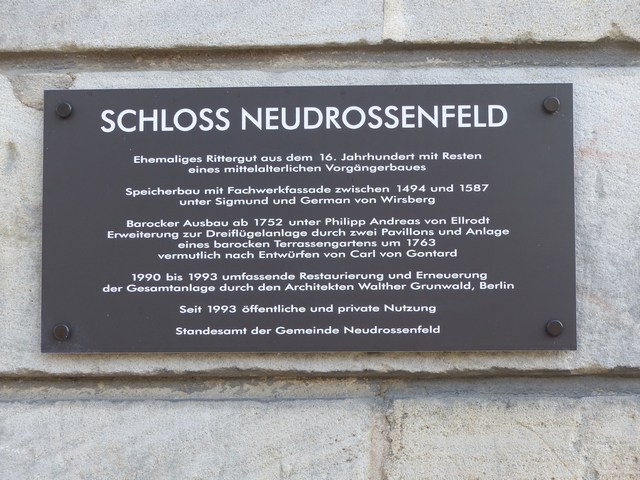 SCHLOSS NEUDROSSENFELD
Ehemaliges Rittergut aus dem 16. Jahrhundert mit Resten
eines mittelalterlichen Vorgängerbaues
Speicherbau mit Fachwerkfassade zwischen 1494 und 1587
unter Sigmund und German von Wirsberg
Barocker Ausbau ab 1752 unter Philipp Andreas von Ellrodt
Erweiterung zur Dreiflügelanlage durch zwei Pavillons und Anlage
eines barocken Terrassengartens um 1763
vermutlich nach Entwürfen von Carl von Gontard
1990 bis 1993 umfassende Restaurierung und Erneuerung
der Gesamtanlage durch den Architekten Walther Grunwald, Berlin
Seit 1993 öffentliche und private Nutzung
Standesamt der Gemeinde Neudrossenfeld